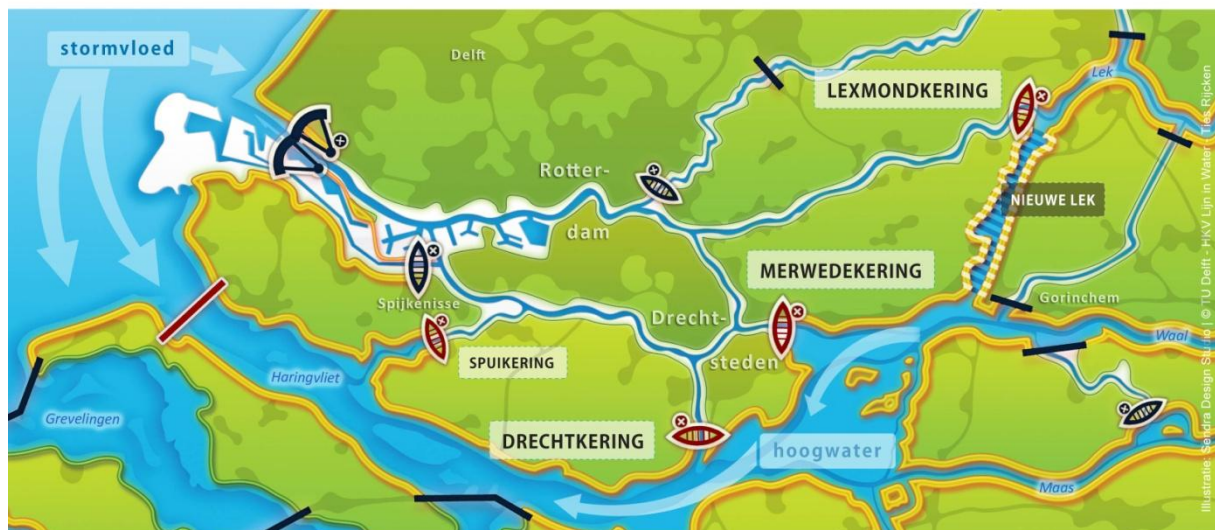 stormvloed
Delft
LEXMONDKERING
Lek
Rotter-
dam
NIEUWE LEK
MERWEDEKERING
Spijkenisse
Gorinchem
Drecht-
steden
SPUIKERING
Waal
Haringvliet
Grevelingen
DRECHTKERING
hoogwater
Maas
Illustratie: Sendra Design Studio | © TU Delft - HKV Lijn in Water - Ties Rijcken